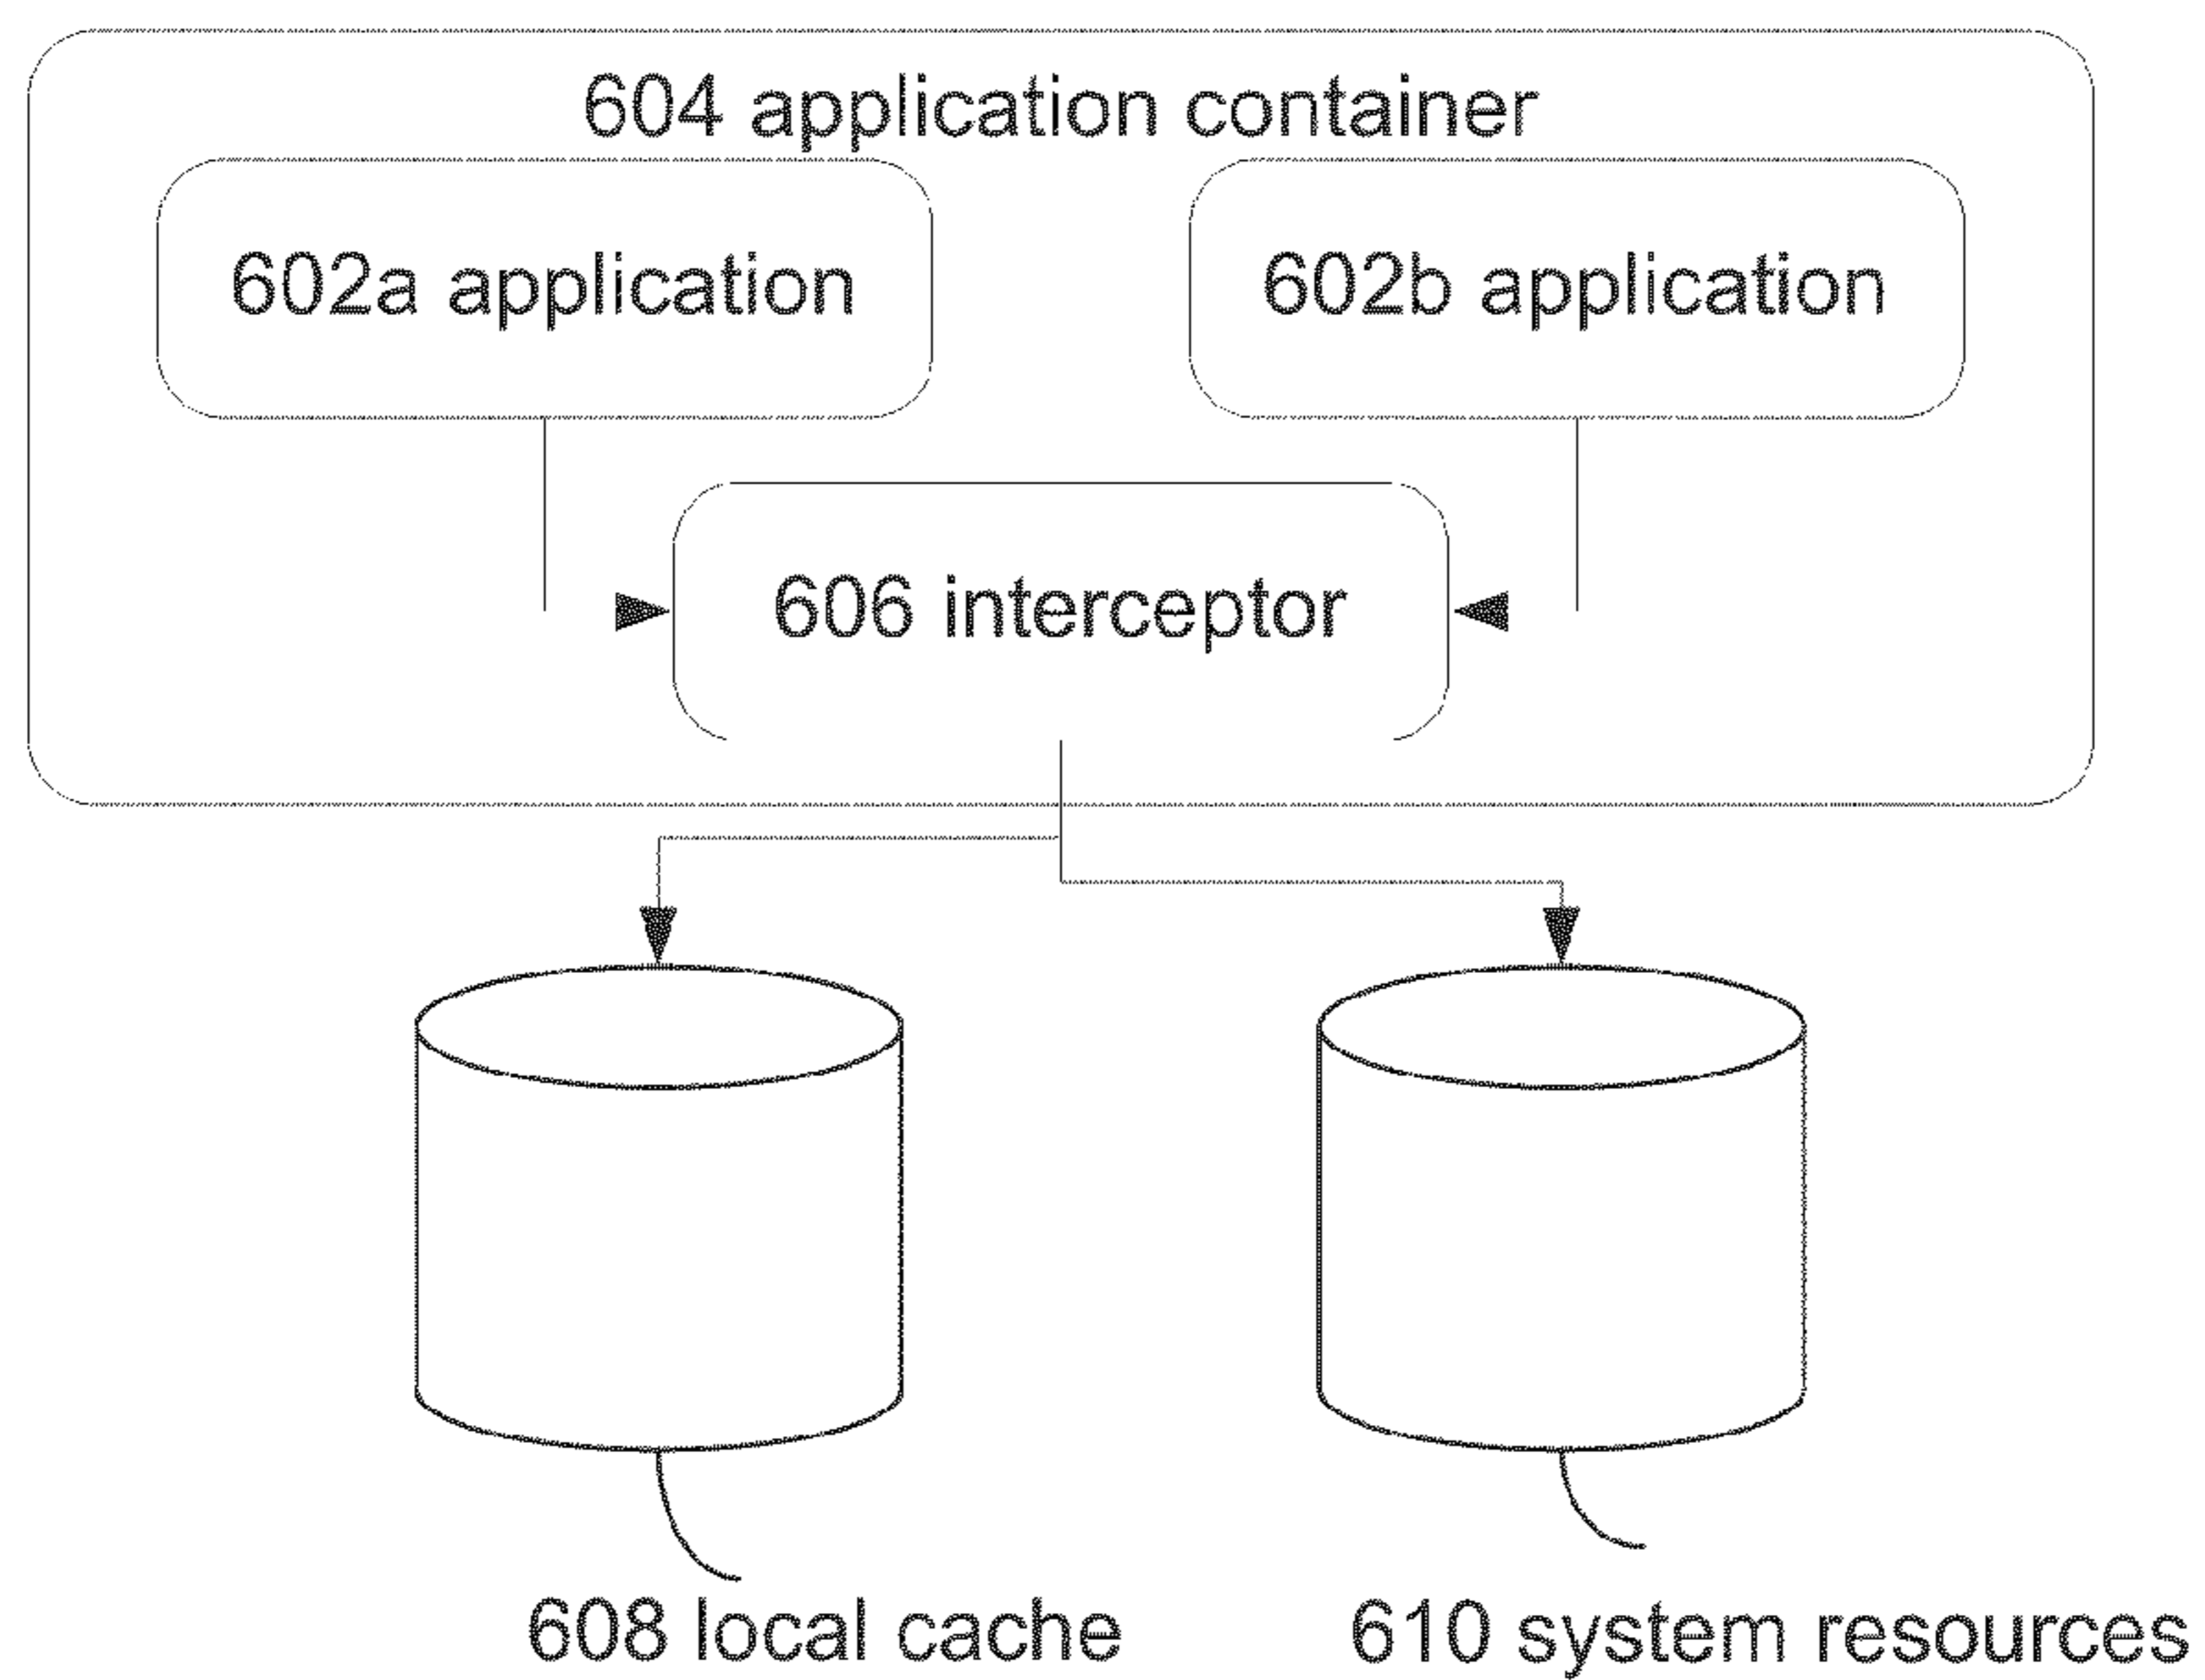 604 application container
602a application
602b application
606 interceptor
608 local cache
610 system resources